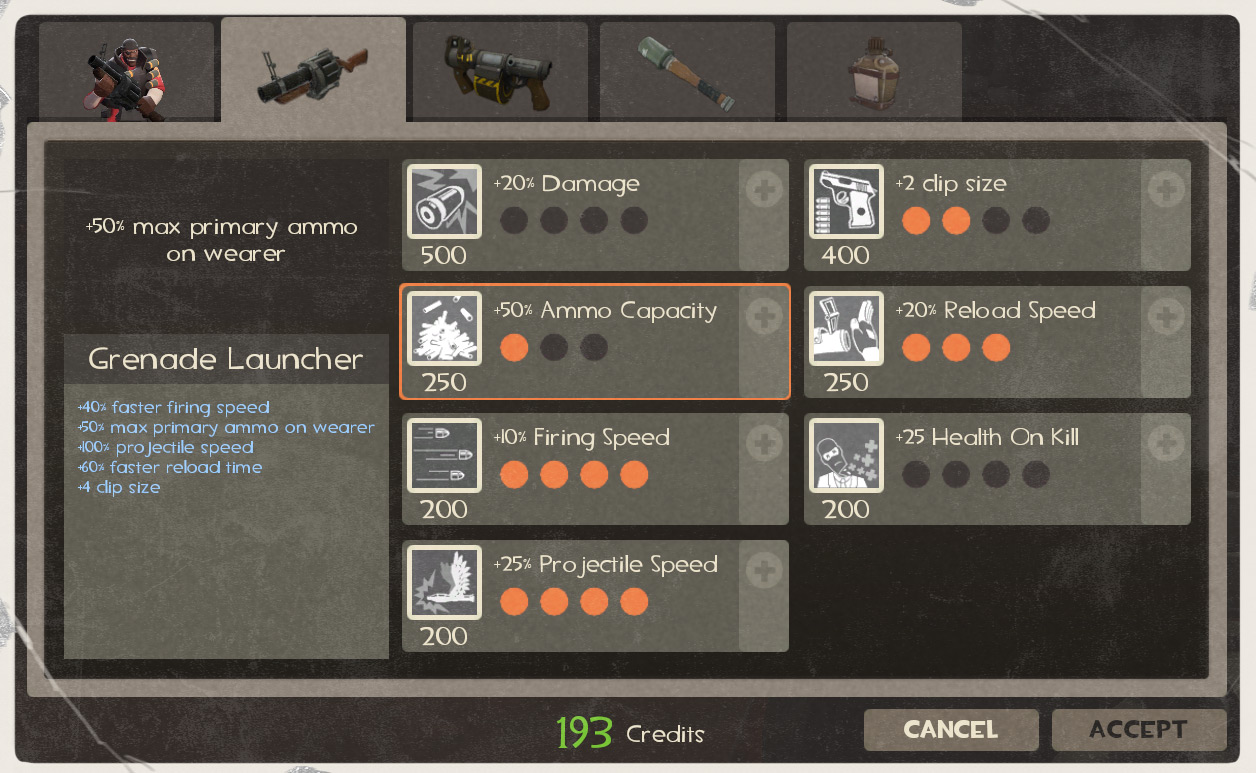 +50% max primary ammo
on wearer
Grenade Launcher
+40% faster firing speed
+50% max primary ammo on wearer
+100% projectile speed
+60% faster reload time
+4 clip size
+20% Damage
500
+2 clip size
400
+50% Ammo Capacity
250
+20% Reload Speed
250
+10% Firing Speed
200
+25 Health On Kill
200
+25% Projectile Speed
200
193 Credits
CANCEL
ACCEPT